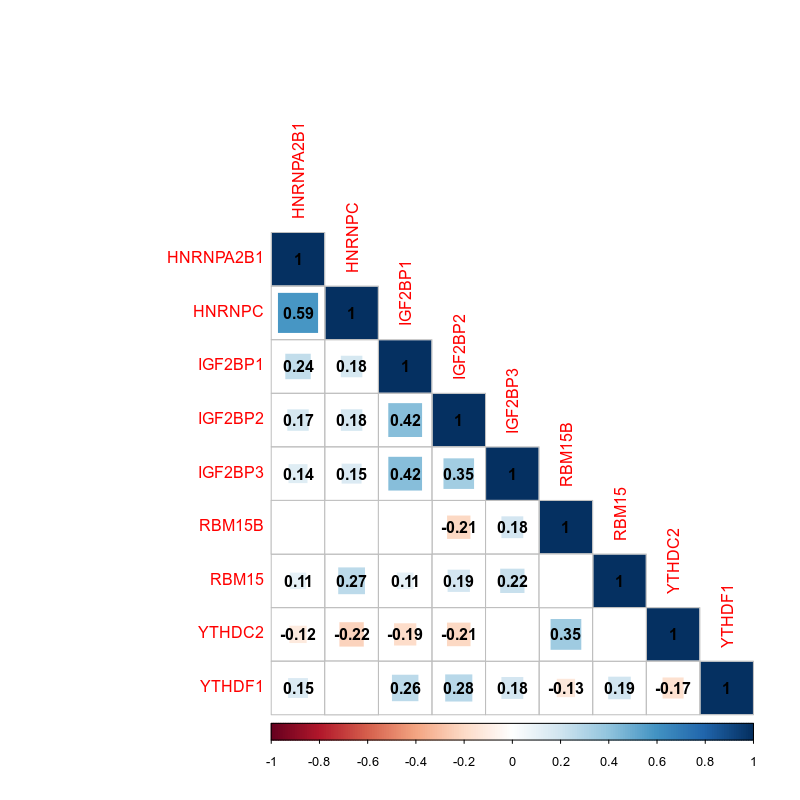 HNRNPA2B1
HNRNPC
IGF2BP1
IGF2BP2
IGF2BP3
RBM15B
RBM15
YTHDC2
YTHDF1
HNRNPA2B1 1
HNRNPC 0.59 1
IGF2BP1 0.24 0.18 1
IGF2BP2 0.17 0.18 0.42 1
IGF2BP3 0.14 0.15 0.42 0.35 1
RBM15B -0.21 0.18 1
RBM15 0.11 0.27 0.11 0.19 0.22 1
YTHDC2 -0.12 -0.22 -0.19 -0.21 0.35 1
YTHDF1 0.15 0.26 0.28 0.18 -0.13 0.19 -0.17 1
-1 -0.8 -0.6 -0.4 -0.2 0 0.2 0.4 0.6 0.8 1